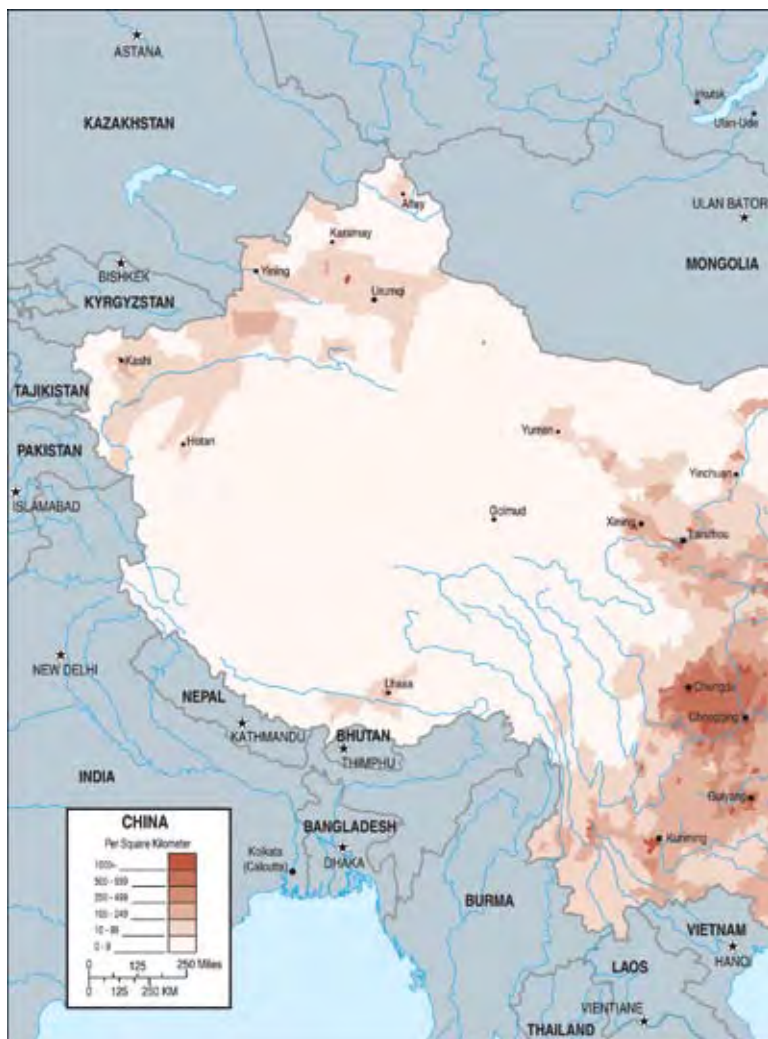 ASTANA
KAZAKHSTAN
Irkutsk
Ulan-Ude
Altay
ULAN BATOR
Karamay
MONGOLIA
BISHKEK
Yining
Urumqi
KYRGYZSTAN
Kashi
TAJIKISTAN
Yumen
PAKISTAN
Hotan
Yinchuan
ISLAMABAD
Golmud
Xining
Lanzhou
NEW DELHI
Lhasa
Chengdu
NEPAL
Chongqing
KATHMANDU
BHUTAN
THIMPHU
INDIA
Guiyang
CHINA
Per Square Kilometer
1000+
500 - 999
250 - 499
100 - 249
10 - 99
0 - 9
0 125 250 Miles
0 125 250 KM
BANGLADESH
Kolkata
(Calcutta)
DHAKA
Kunming
BURMA
VIETNAM
HANOI
LAOS
VIENTIANE
THAILAND